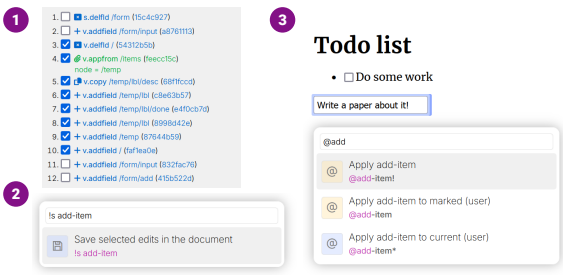 1
1. s.delfld /form (15c4c927)
2. + v.addfield /form/input (a8761113)
3. v.delfld / (54312b5b)
4. v.appfrom /items (feecc15c)
node = /temp
5. v.copy /temp/lbl/desc (68f1fccd)
6. + v.addfield /temp/lbl (c8e63b57)
7. + v.addfield /temp/lbl/done (e4f0cb7d)
8. + v.addfield /temp/lbl (8998d42e)
9. + v.addfield /temp (87644b59)
10. + v.addfield / (faf1ea0e)
11. + v.addfield /form/input (832fac76)
12. + v.addfield /form/add (415b522d)
2
!s add-item
Save selected edits in the document
!s add-item
3
Todo list
• Do some work
Write a paper about it!
@add
@ Apply add-item
@add-item!
@ Apply add-item to marked (user)
@add-item
@ Apply add-item to current (user)
@add-item*